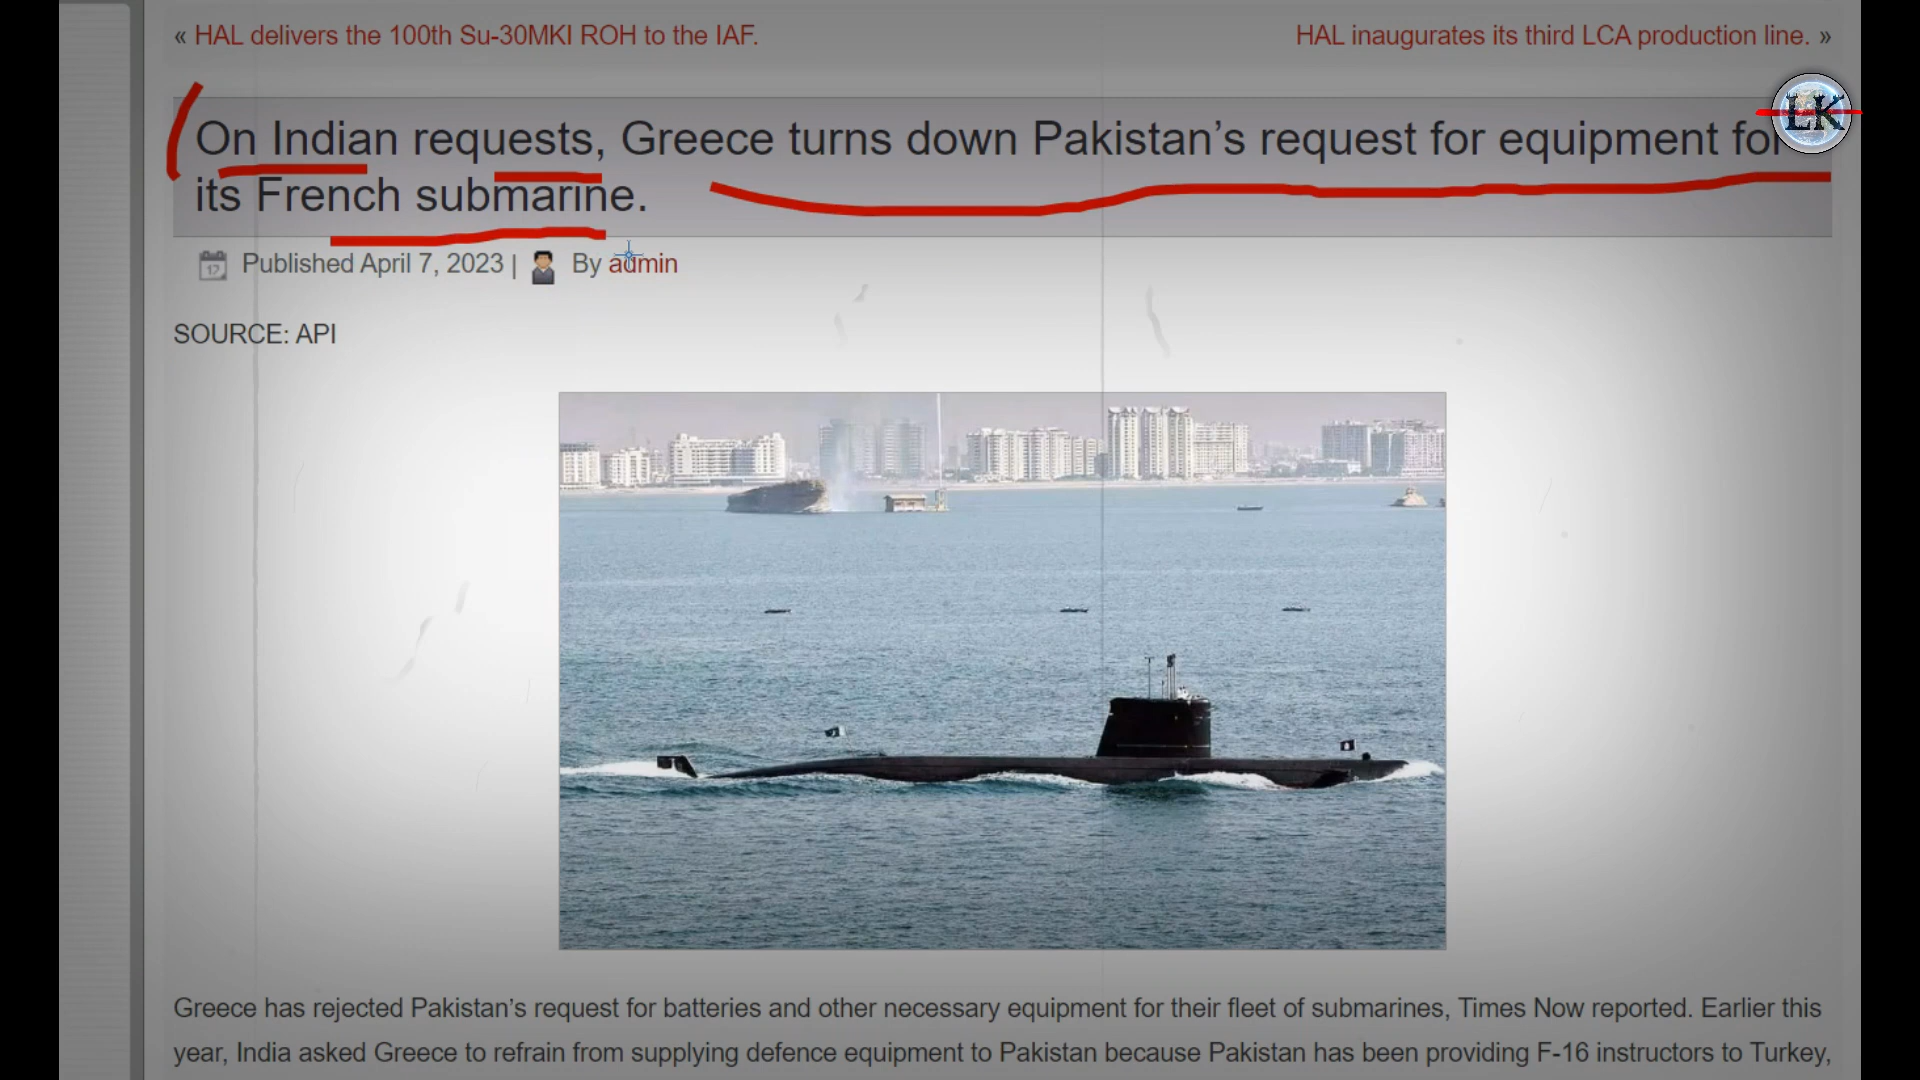 « HAL delivers the 100th Su-30MKI ROH to the IAF.
HAL inaugurates its third LCA production line. »
LK
On Indian requests, Greece turns down Pakistan's request for equipment for
its French submarine.
17 Published April 7, 2023 | By admin
SOURCE: API
Greece has rejected Pakistan's request for batteries and other necessary equipment for their fleet of submarines, Times Now reported. Earlier this
year, India asked Greece to refrain from supplying defence equipment to Pakistan because Pakistan has been providing F-16 instructors to Turkey,